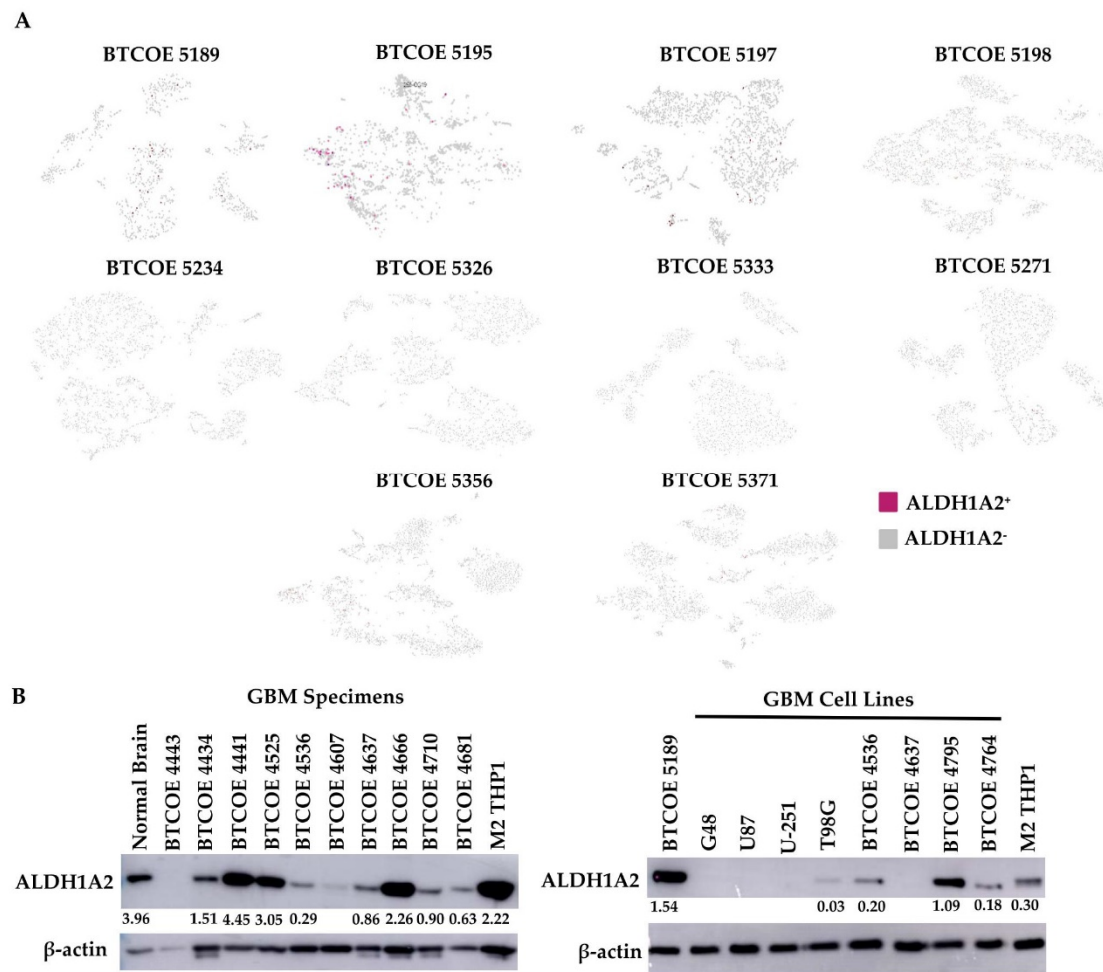 A
BTCOE 5189 BTCOE 5195 BTCOE 5197 BTCOE 5198
BTCOE 5234 BTCOE 5326 BTCOE 5333 BTCOE 5271
BTCOE 5356 BTCOE 5371
ALDH1A2⁺
ALDH1A2⁻
B
GBM Specimens
Normal Brain
BTCOE 4443
BTCOE 4434
BTCOE 4441
BTCOE 4525
BTCOE 4536
BTCOE 4607
BTCOE 4637
BTCOE 4666
BTCOE 4710
BTCOE 4681
M2 THP1
ALDH1A2
3.96 1.51 4.45 3.05 0.29 0.86 2.26 0.90 0.63 2.22
β-actin
GBM Cell Lines
BTCOE 5189
G48
U87
U-251
T98G
BTCOE 4536
BTCOE 4637
BTCOE 4795
BTCOE 4764
M2 THP1
ALDH1A2
1.54 0.03 0.20 1.09 0.18 0.30
β-actin